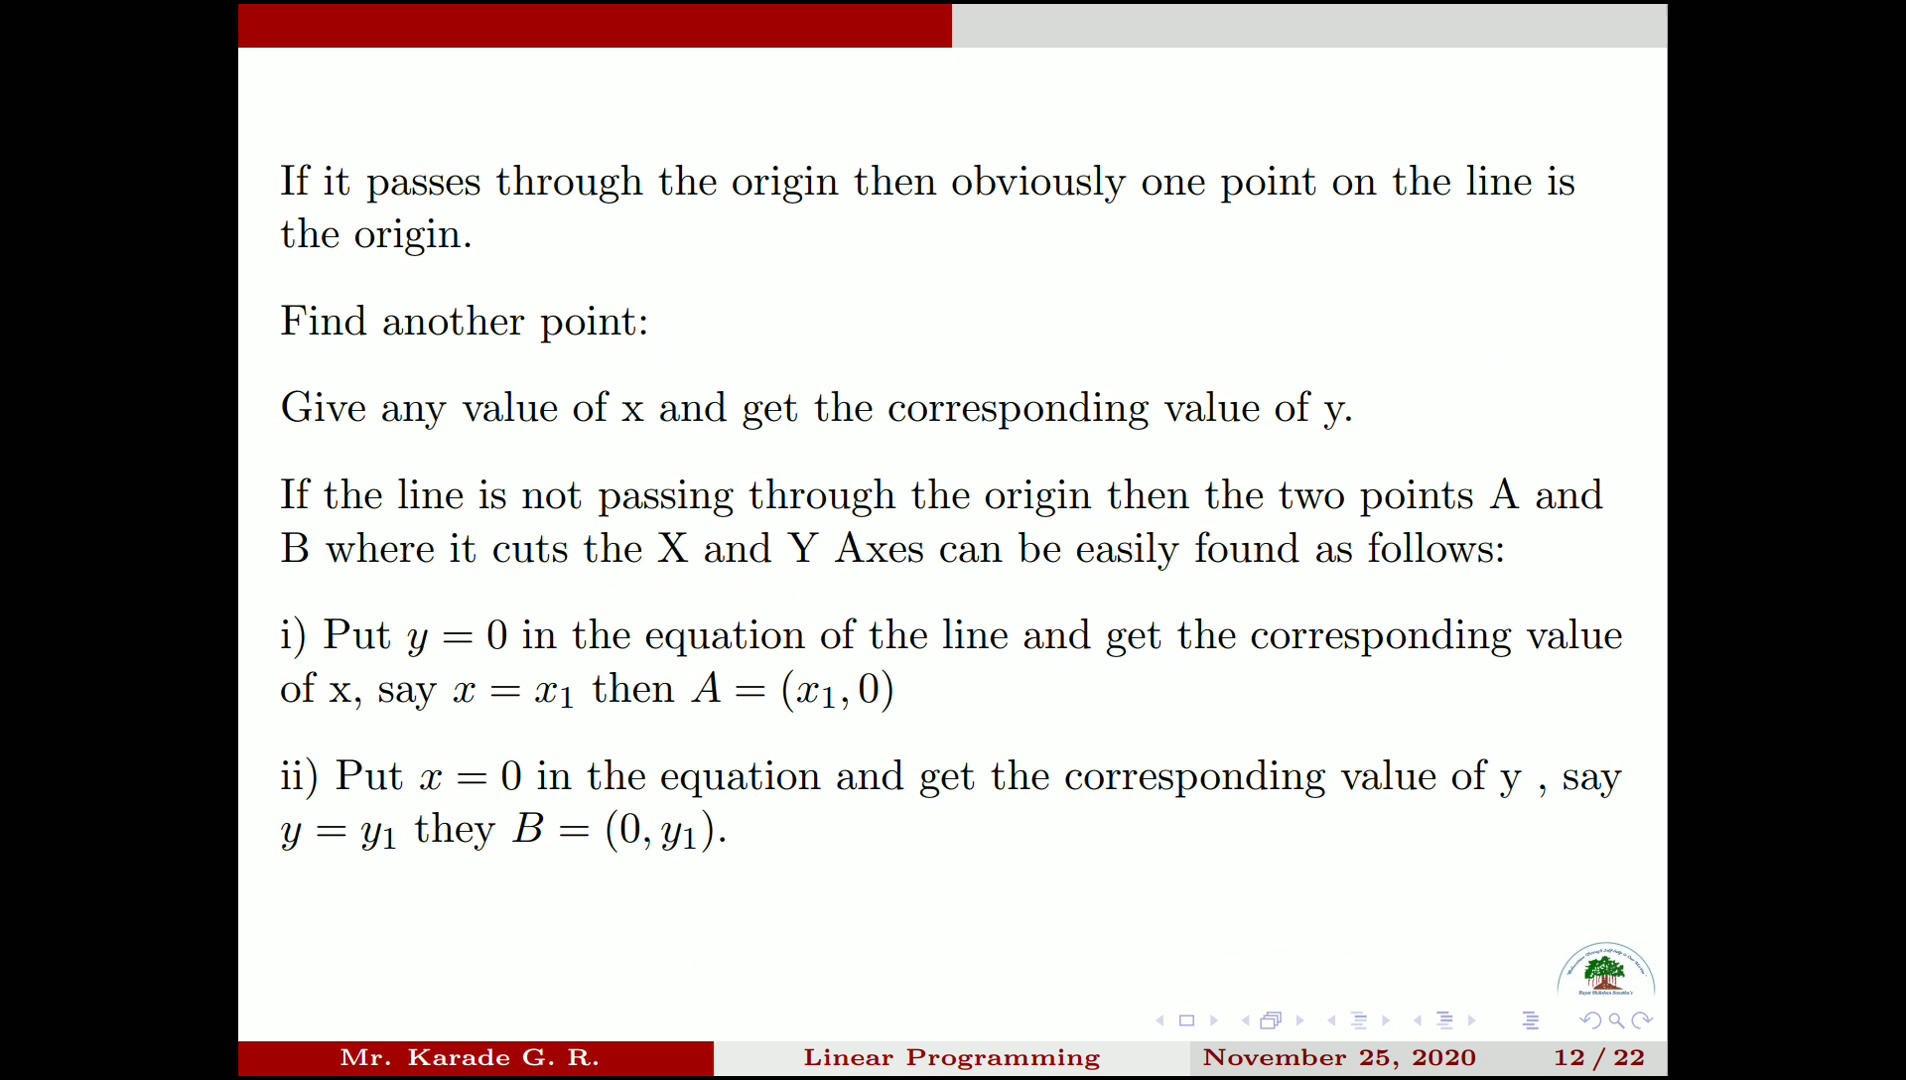 If it passes through the origin then obviously one point on the line is
the origin.
Find another point:
Give any value of x and get the corresponding value of y.
If the line is not passing through the origin then the two points A and
B where it cuts the X and Y Axes can be easily found as follows:
i) Put y = 0 in the equation of the line and get the corresponding value
of x, say x = x₁ then A = (x₁, 0)
ii) Put x = 0 in the equation and get the corresponding value of y , say
y = y₁ they B = (0, y₁).
Mr. Karade G. R.
Linear Programming
November 25, 2020
12 / 22